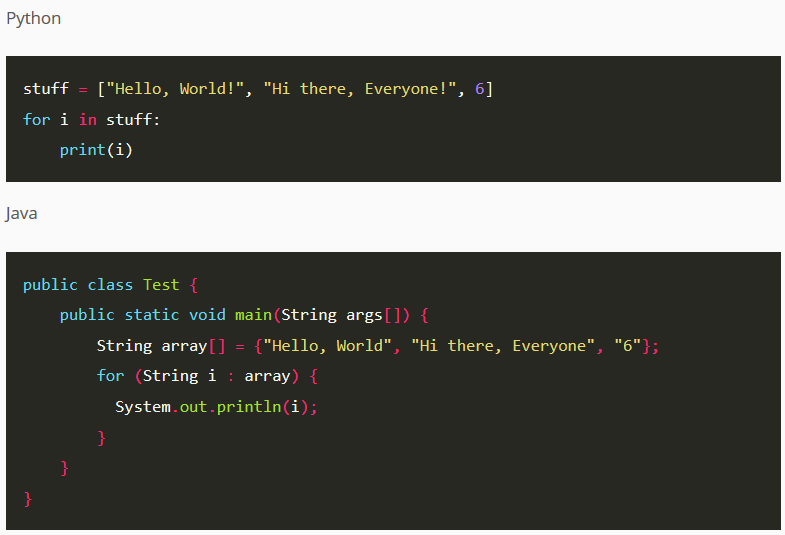 Python
stuff = ["Hello, World!", "Hi there, Everyone!", 6]
for i in stuff:
    print(i)
Java
public class Test {
    public static void main(String args[]) {
        String array[] = {"Hello, World", "Hi there, Everyone", "6"};
        for (String i : array) {
          System.out.println(i);
        }
    }
}